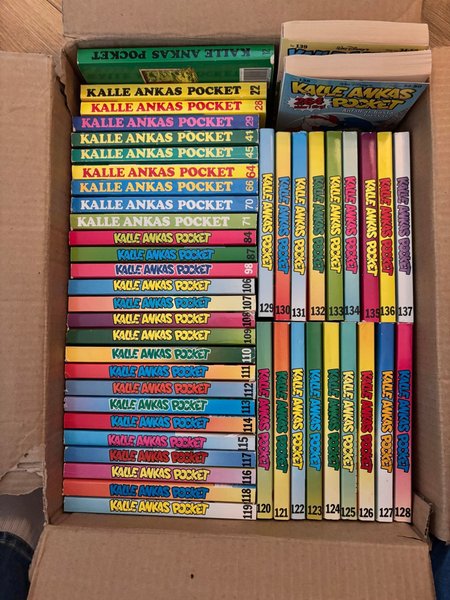 KALLE ANKAS POCKET
KALLE ANKAS POCKET 22
KALLE ANKAS POCKET 28
KALLE ANKAS POCKET 29
KALLE ANKAS POCKET 41
KALLE ANKAS POCKET 45
KALLE ANKAS POCKET 64
KALLE ANKAS POCKET 66
KALLE ANKAS POCKET 70
KALLE ANKAS POCKET 71
KALLE ANKAS POCKET 84
KALLE ANKAS POCKET 87
KALLE ANKAS POCKET 98
KALLE ANKAS POCKET 106
KALLE ANKAS POCKET 107
KALLE ANKAS POCKET 108
KALLE ANKAS POCKET 109
KALLE ANKAS POCKET 110
KALLE ANKAS POCKET 111
KALLE ANKAS POCKET 112
KALLE ANKAS POCKET 113
KALLE ANKAS POCKET 114
KALLE ANKAS POCKET 15
KALLE ANKAS POCKET 117
KALLE ANKAS POCKET 116
KALLE ANKAS POCKET 118
KALLE ANKAS POCKET 119
KALLE ANKAS
POCKET
KALLE ANKAS POCKET 129
KALLE ANKAS POCKET 130
KALLE ANKAS POCKET 131
KALLE ANKAS POCKET 132
KALLE ANKAS POCKET 133
KALLE ANKAS POCKET 134
KALLE ANKAS POCKET 135
KALLE ANKAS POCKET 136
KALLE ANKAS POCKET 137
KALLE ANKAS POCKET 120
KALLE ANKAS POCKET 121
KALLE ANKAS POCKET 122
KALLE ANKAS POCKET 123
KALLE ANKAS POCKET 124
KALLE ANKAS POCKET 125
KALLE ANKAS POCKET 126
KALLE ANKAS POCKET 127
KALLE ANKAS POCKET 128